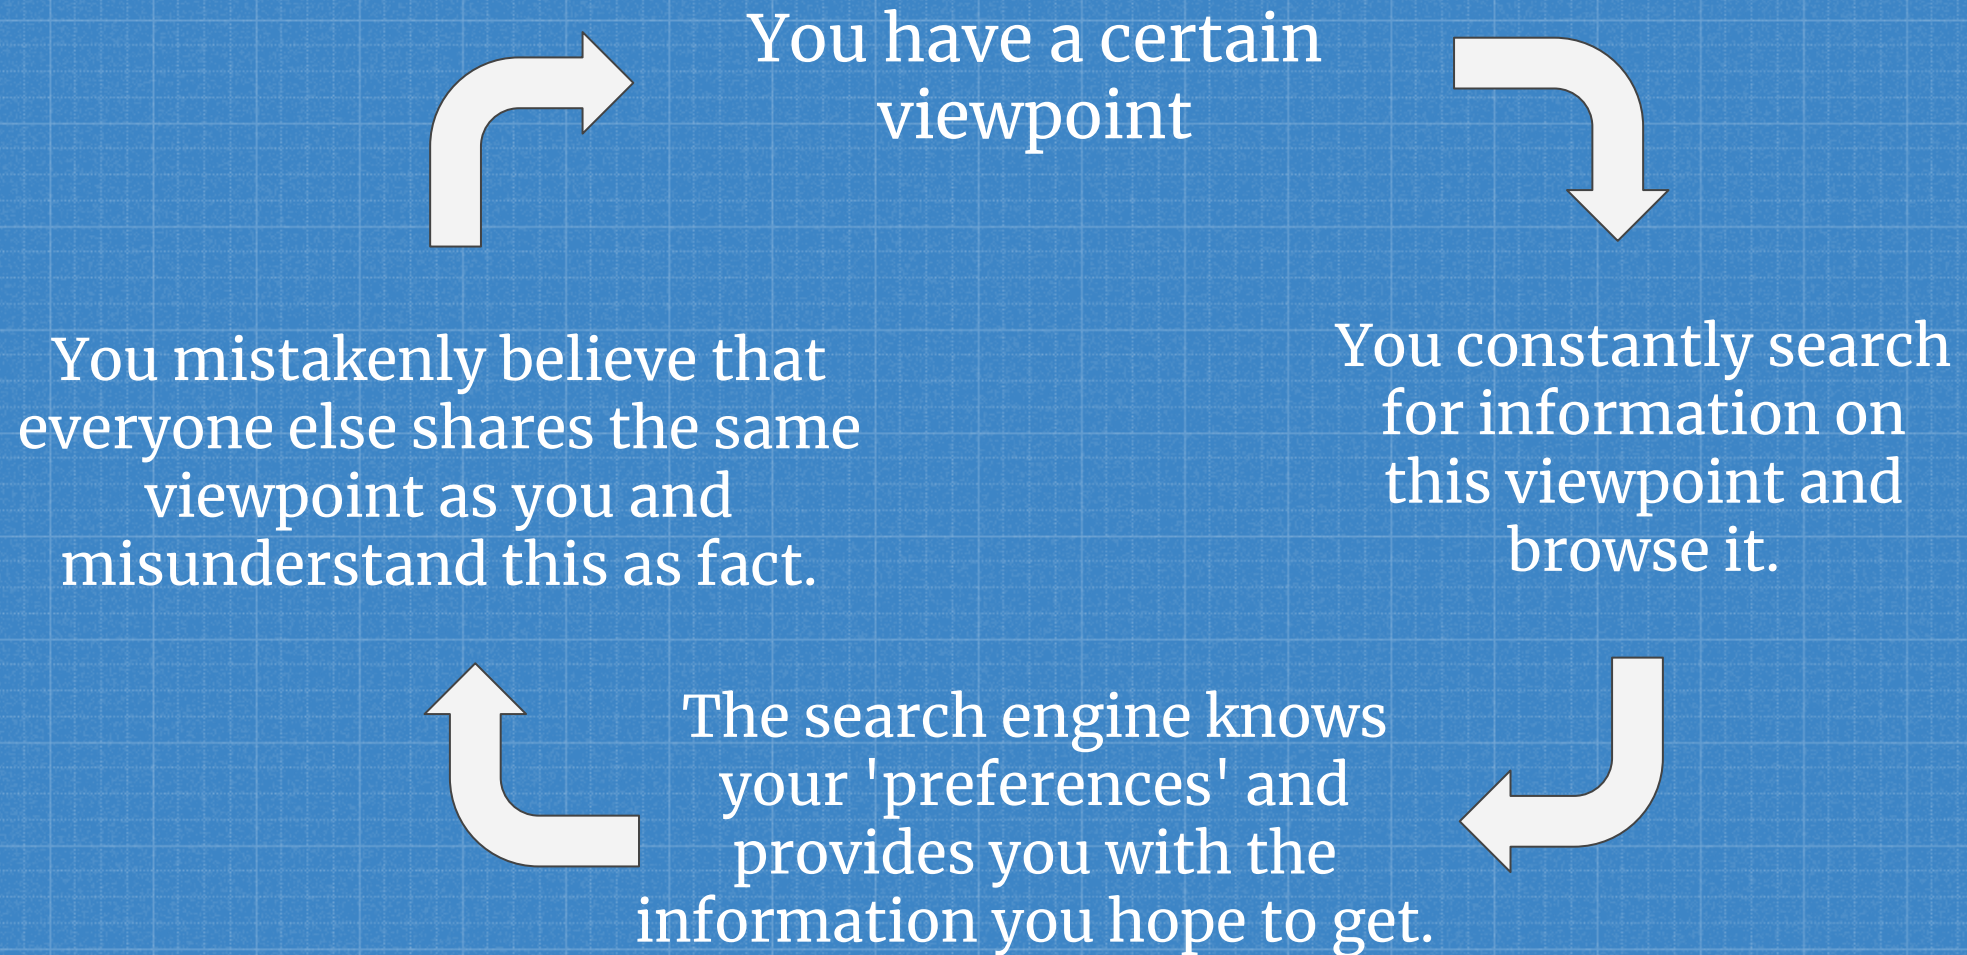 You have a certain
viewpoint
You constantly search
for information on
this viewpoint and
browse it.
The search engine knows
your 'preferences' and
provides you with the
information you hope to get.
You mistakenly believe that
everyone else shares the same
viewpoint as you and
misunderstand this as fact.